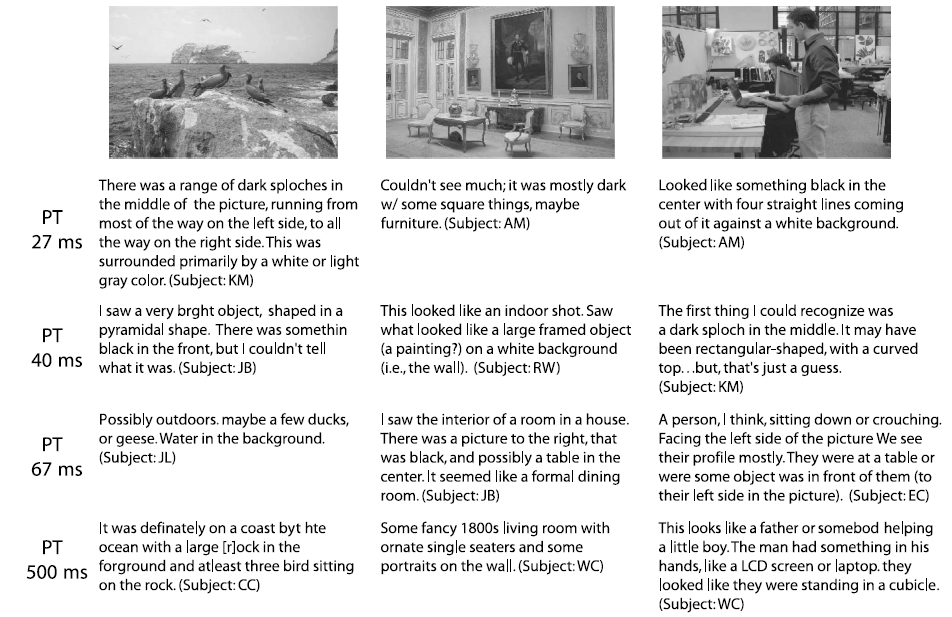 PT
27 ms
There was a range of dark sploches in
the middle of the picture, running from
most of the way on the left side, to all
the way on the right side. This was
surrounded primarily by a white or light
gray color. (Subject: KM)
Couldn't see much; it was mostly dark
w/ some square things, maybe
furniture. (Subject: AM)
Looked like something black in the
center with four straight lines coming
out of it against a white background.
(Subject: AM)
PT
40 ms
I saw a very brght object, shaped in a
pyramidal shape. There was somethin
black in the front, but I couldn't tell
what it was. (Subject: JB)
This looked like an indoor shot. Saw
what looked like a large framed object
(a painting?) on a white background
(i.e., the wall). (Subject: RW)
The first thing I could recognize was
a dark sploch in the middle. It may have
been rectangular-shaped, with a curved
top...but, that's just a guess.
(Subject: KM)
PT
67 ms
Possibly outdoors. maybe a few ducks,
or geese. Water in the background.
(Subject: JL)
I saw the interior of a room in a house.
There was a picture to the right, that
was black, and possibly a table in the
center. It seemed like a formal dining
room. (Subject: JB)
A person, I think, sitting down or crouching.
Facing the left side of the picture We see
their profile mostly. They were at a table or
were some object was in front of them (to
their left side in the picture). (Subject: EC)
PT
500 ms
It was definately on a coast byt hte
ocean with a large [r]ock in the
forground and atleast three bird sitting
on the rock. (Subject: CC)
Some fancy 1800s living room with
ornate single seaters and some
portraits on the wall. (Subject: WC)
This looks like a father or somebod helping
a little boy. The man had something in his
hands, like a LCD screen or laptop. they
looked like they were standing in a cubicle.
(Subject: WC)